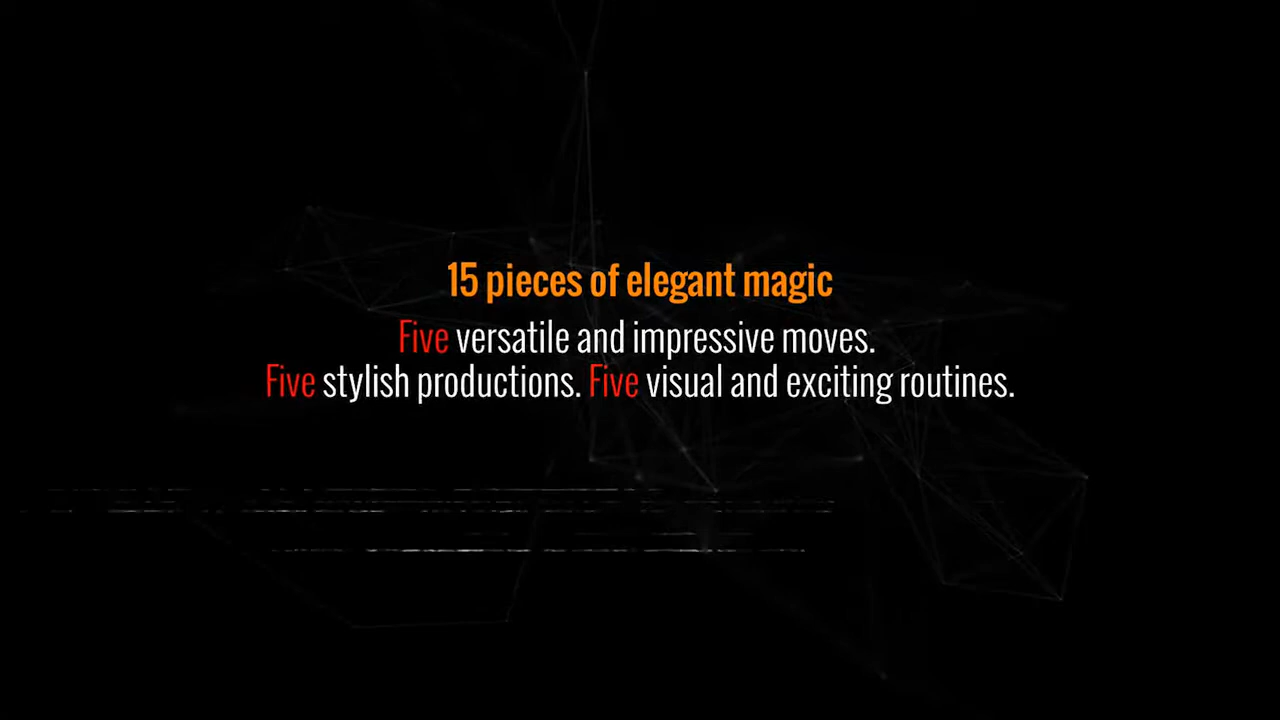 15 pieces of elegant magic
Five versatile and impressive moves.
Five stylish productions. Five visual and exciting routines.